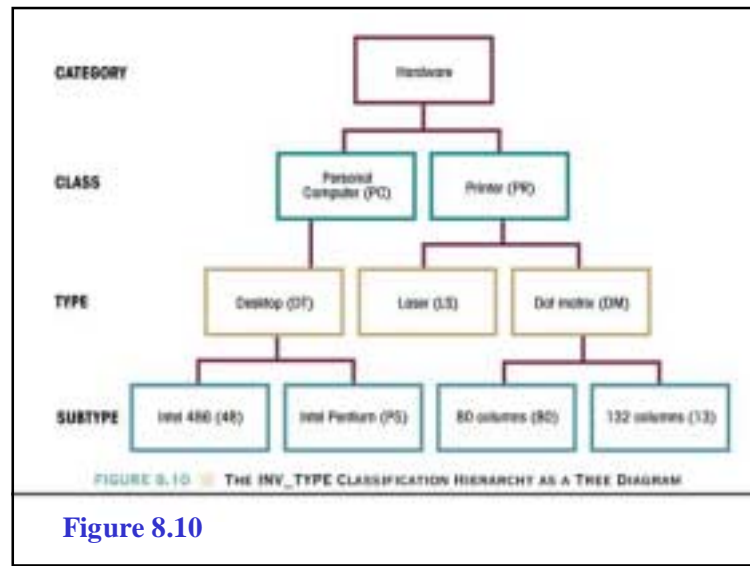 CATEGORY
Hardware
CLASS
Personal
Computer (PC)
Printer (PR)
TYPE
Desktop (DT)
Laser (LS)
Dot matrix (DM)
SUBTYPE
Intel 486 (48)
Intel Pentium (P5)
80 columns (80)
132 columns (13)
FIGURE 8.10 THE INV_TYPE CLASSIFICATION HIERARCHY AS A TREE DIAGRAM
Figure 8.10